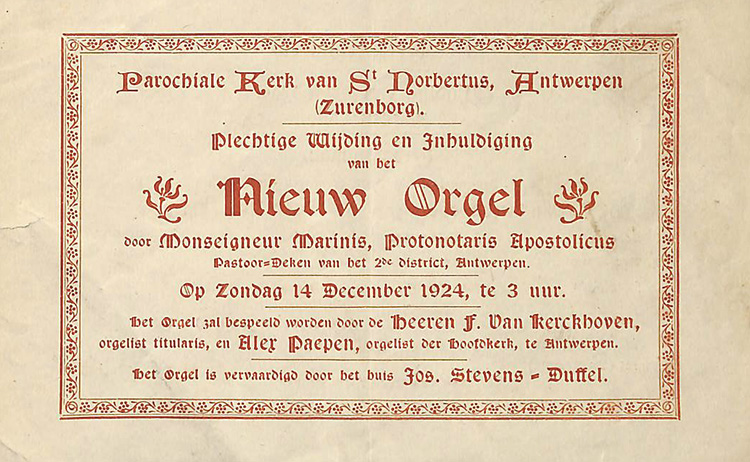 Parochiale Kerk van St Norbertus, Antwerpen
(Zurenborg).
Plechtige Wijding en Inhuldiging
van het
Nieuw Orgel
door Monseigneur Marinis, Protonotaris Apostolicus
Pastoor=Deken van het 2de district, Antwerpen.
Op Zondag 14 December 1924, te 3 uur.
Het Orgel zal bespeeld worden door de Heeren F. Van Kerckhoven,
orgelist titularis, en Alex Paepen, orgelist der Hoofdkerk, te Antwerpen.
Het Orgel is vervaardigd door het huis Jos. Stevens = Duffel.